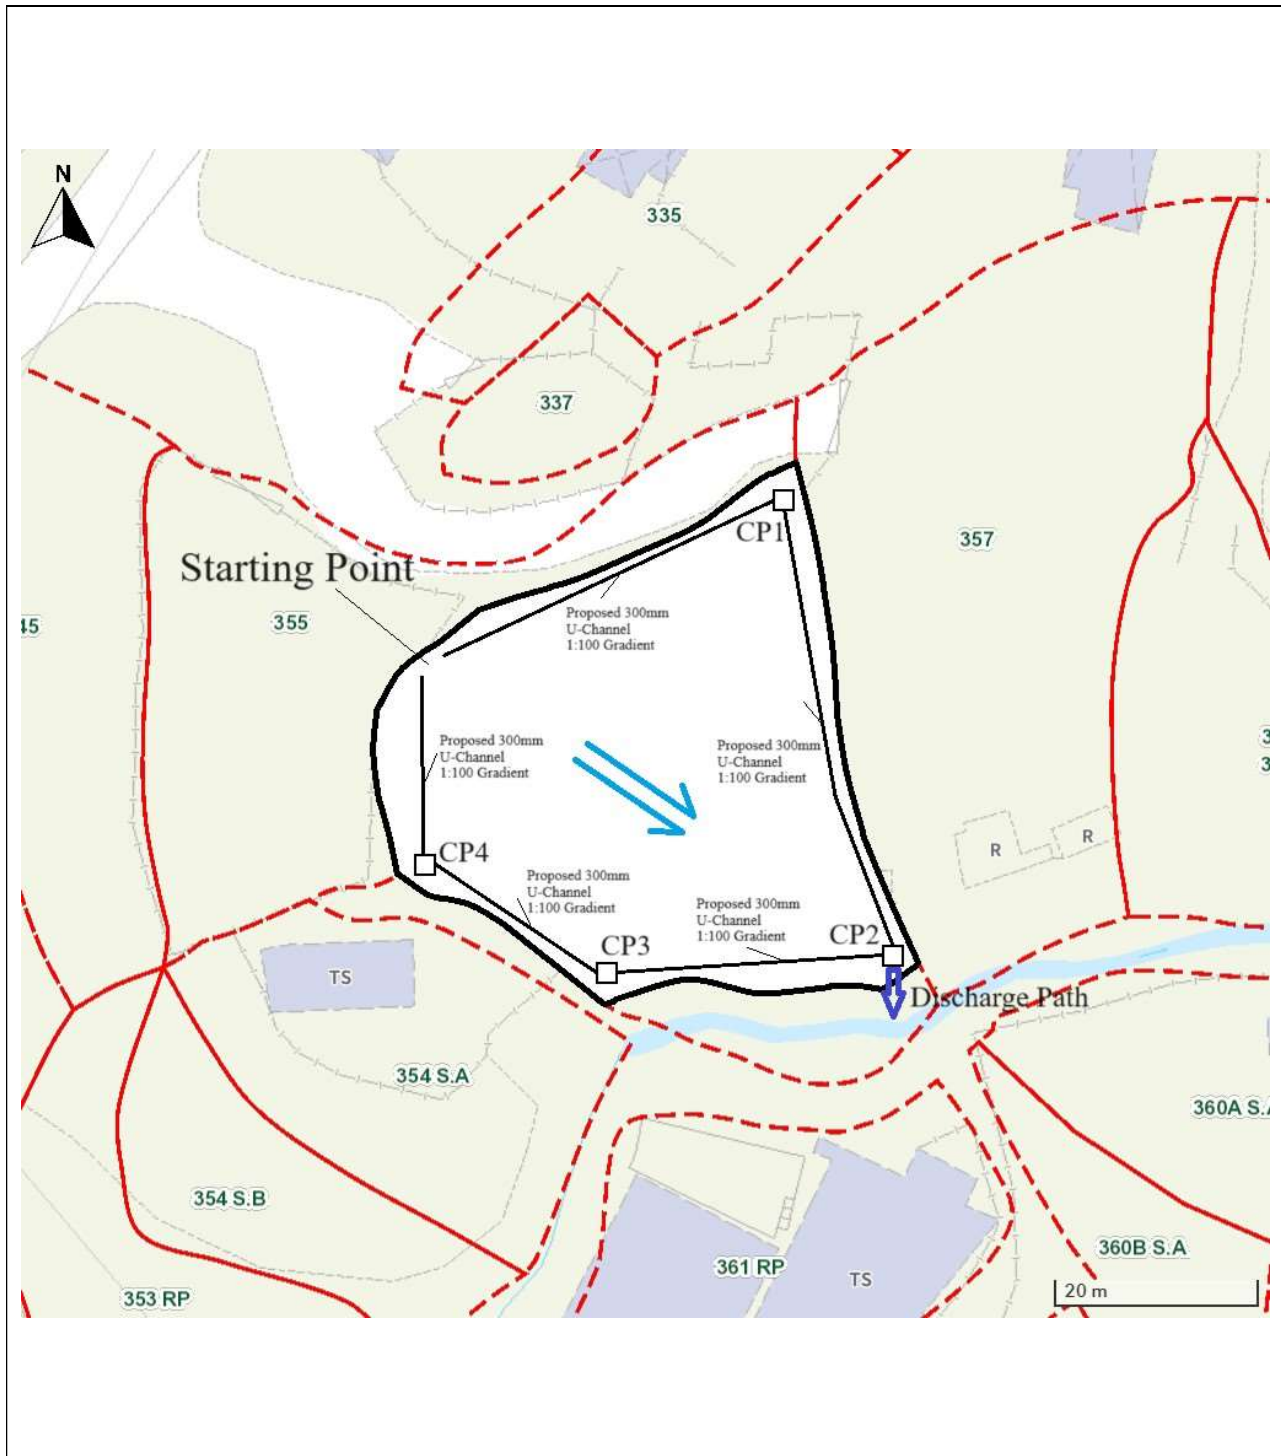 N
335
337
357
Starting Point
CP1
Proposed 300mm
U-Channel
1:100 Gradient
355
45
Proposed 300mm
U-Channel
1:100 Gradient
Proposed 300mm
U-Channel
1:100 Gradient
3
3
R
R
CP4
Proposed 300mm
U-Channel
1:100 Gradient
Proposed 300mm
U-Channel
1:100 Gradient
CP2
CP3
TS
Discharge Path
354 S.A
360A S.A
354 S.B
360B S.A
361 RP
TS
353 RP
20 m